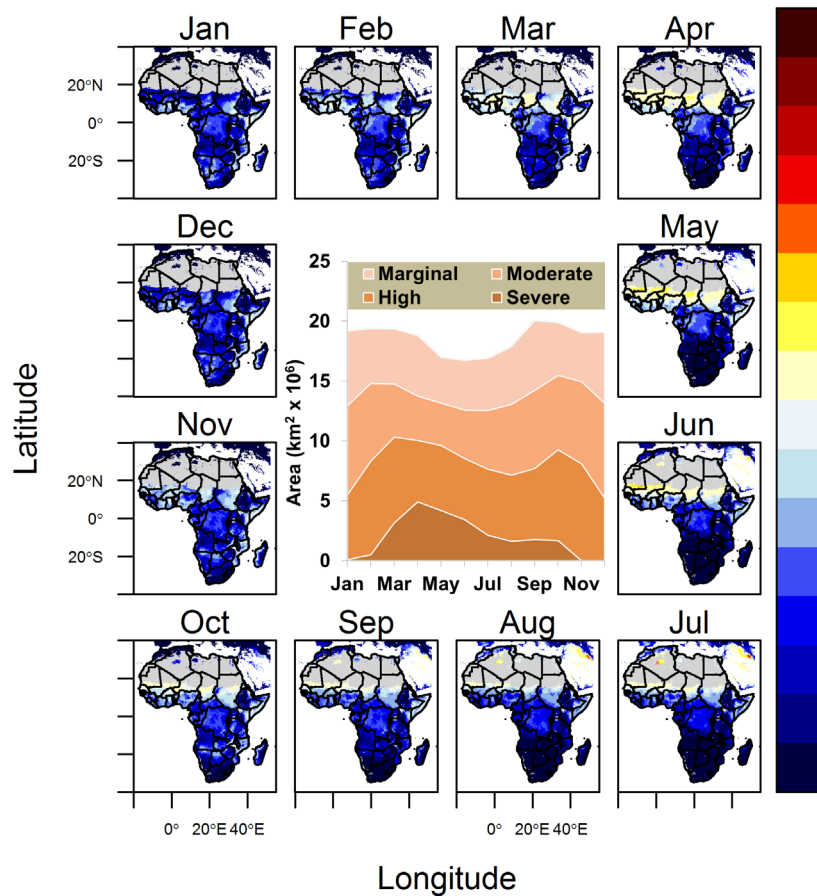 Jan Feb Mar Apr
20°N
0°
20°S
Dec May
25
Marginal Moderate
High Severe
20
15
10
5
0
Area (km² x 10⁶)
Jan Mar May Jul Sep Nov
Latitude
Nov Jun
20°N
0°
20°S
Oct Sep Aug Jul
0° 20°E 40°E 0° 20°E 40°E
Longitude